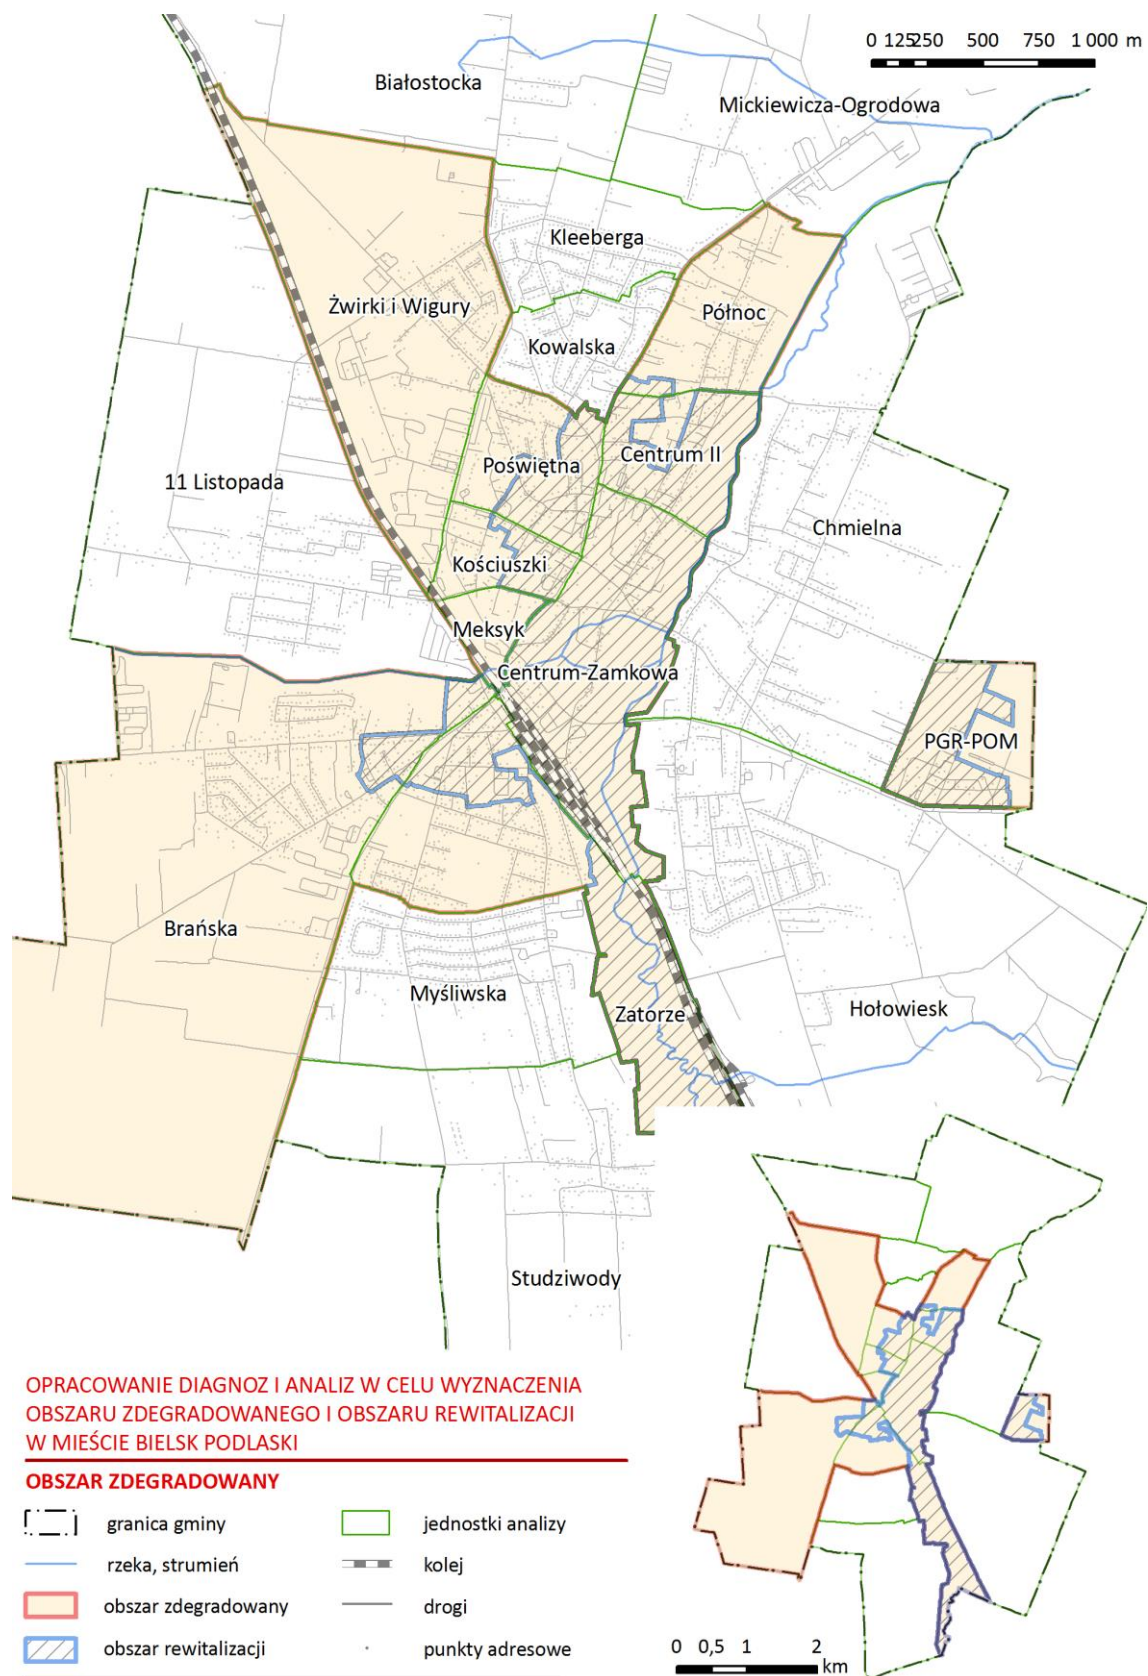 0 125250 500 750 1 000 m
Białostocka
Mickiewicza-Ogrodowa
Kleeberga
Żwirki i Wigury
Północ
Kowalska
Poświętna
Centrum II
11 Listopada
Chmielna
Kościuszki
Meksyk
Centrum-Zamkowa
PGR-POM
Brańska
Myśliwska
Zatorze
Hołowiesk
Studziwody
OPRACOWANIE DIAGNOZ I ANALIZ W CELU WYZNACZENIA
OBSZARU ZDEGRADOWANEGO I OBSZARU REWITALIZACJI
W MIEŚCIE BIELSK PODLASKI
OBSZAR ZDEGRADOWANY
granica gminy
jednostki analizy
rzeka, strumień
kolej
obszar zdegradowany
drogi
obszar rewitalizacji
punkty adresowe
0 0,5 1 2
km